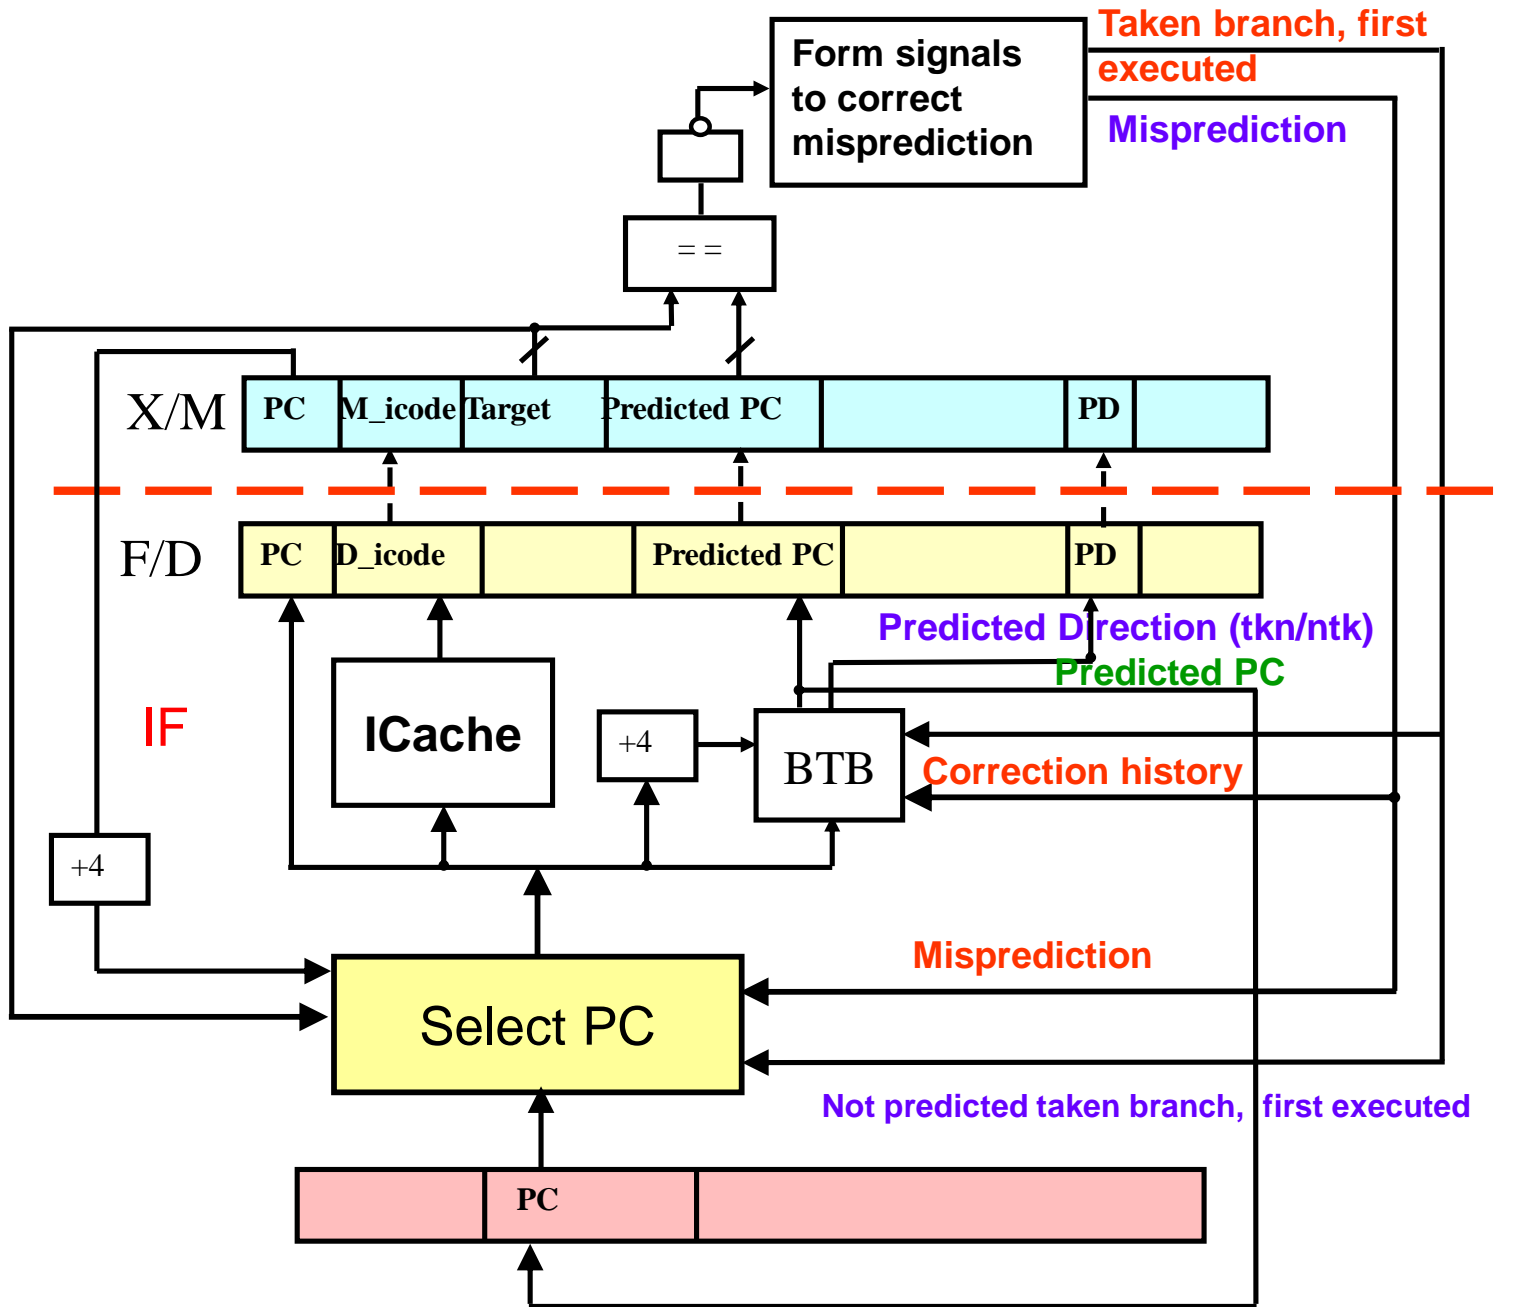 Taken branch, first
executed
Form signals
to correct
misprediction
Misprediction
= =
X/M
PC
M_icode
Target
Predicted PC
PD
F/D
PC
D_icode
Predicted PC
PD
Predicted Direction (tkn/ntk)
Predicted PC
IF
ICache
+4
BTB
Correction history
+4
Misprediction
Select PC
Not predicted taken branch, first executed
PC